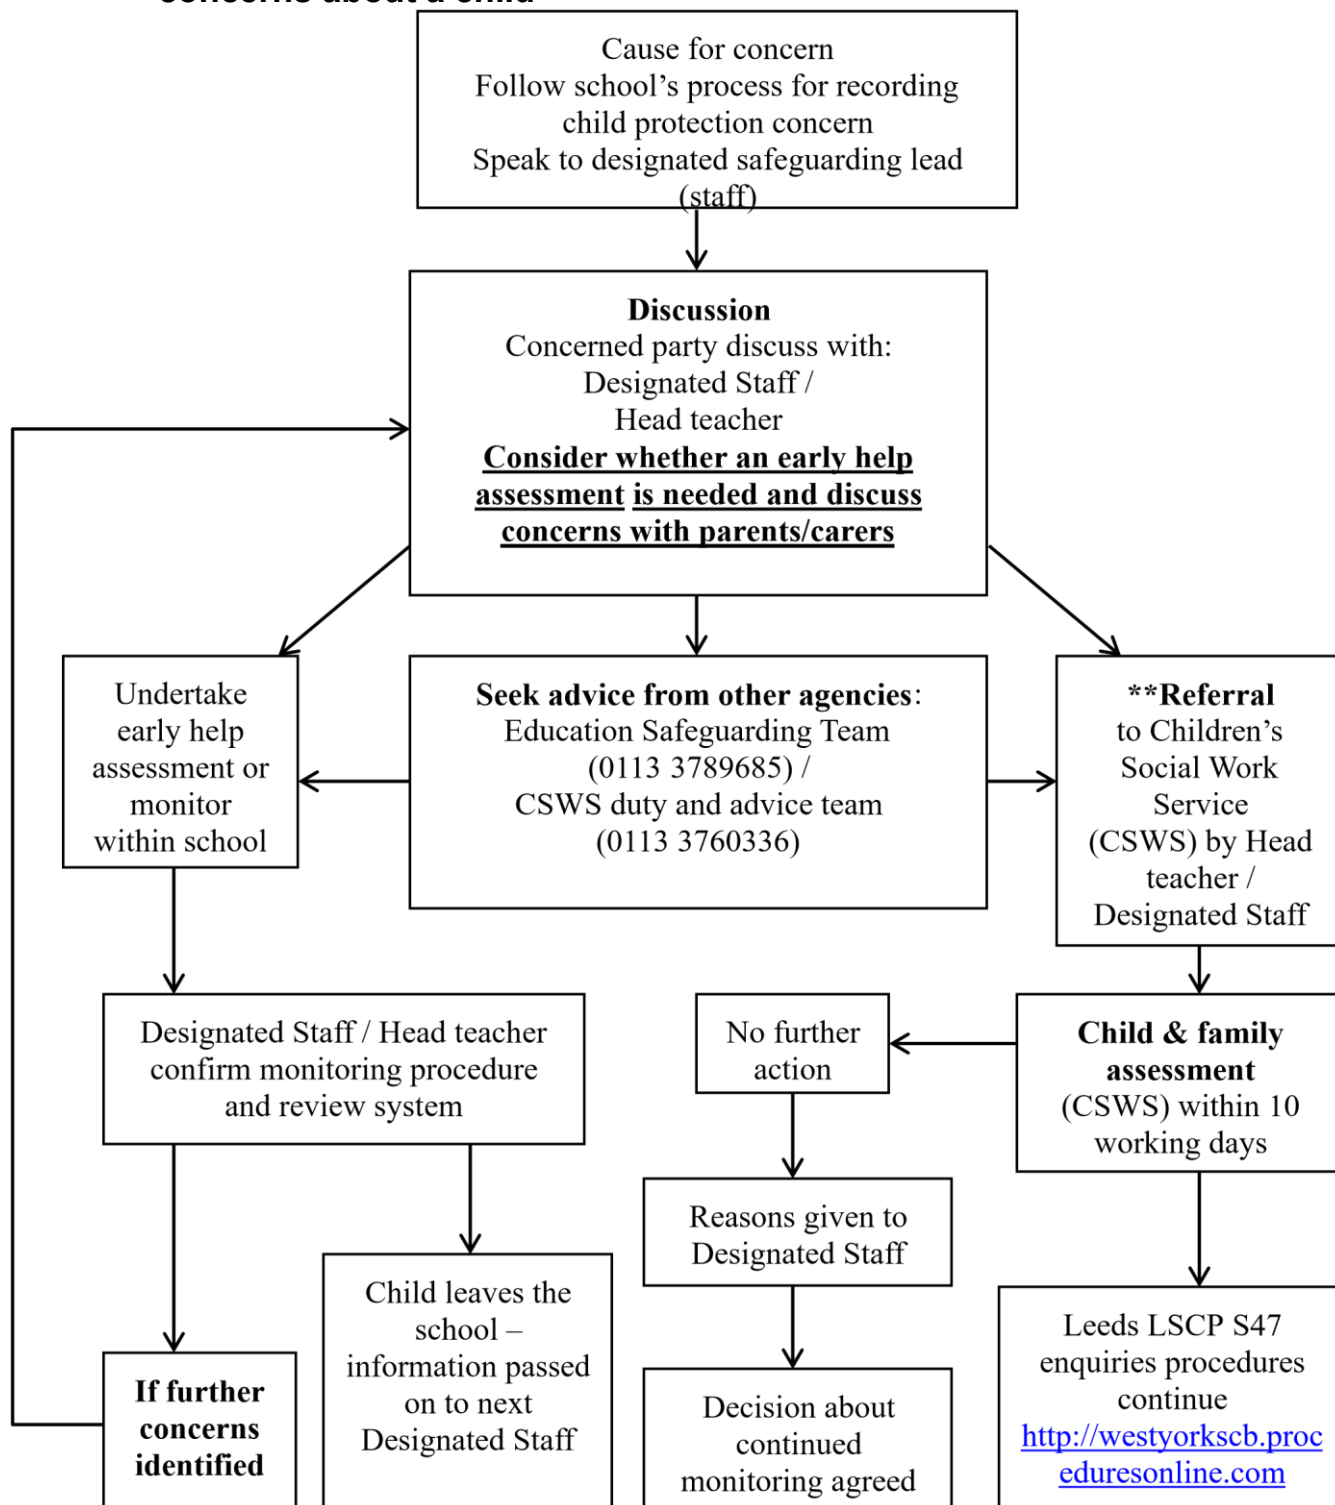 concerns about a child
Cause for concern
Follow school’s process for recording
child protection concern
Speak to designated safeguarding lead
(staff)
Discussion
Concerned party discuss with:
Designated Staff /
Head teacher
Consider whether an early help
assessment is needed and discuss
concerns with parents/carers
Undertake
early help
assessment or
monitor
within school
Seek advice from other agencies:
Education Safeguarding Team
(0113 3789685) /
CSWS duty and advice team
(0113 3760336)
**Referral
to Children’s
Social Work
Service
(CSWS) by Head
teacher /
Designated Staff
Designated Staff / Head teacher
confirm monitoring procedure
and review system
No further
action
Child & family
assessment
(CSWS) within 10
working days
Reasons given to
Designated Staff
If further
concerns
identified
Child leaves the
school –
information passed
on to next
Designated Staff
Decision about
continued
monitoring agreed
Leeds LSCP S47
enquiries procedures
continue
http://westyorkscb.proc
eduresonline.com